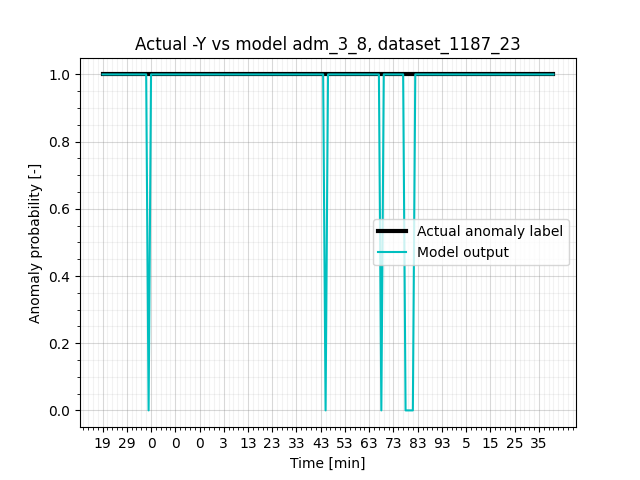 Actual -Y vs model adm_3_8, dataset_1187_23
Anomaly probability [-]
1.0
0.8
0.6
0.4
0.2
0.0
Actual anomaly label
Model output
19 29 0 0 0 3 13 23 33 43 53 63 73 83 93 5 15 25 35
Time [min]